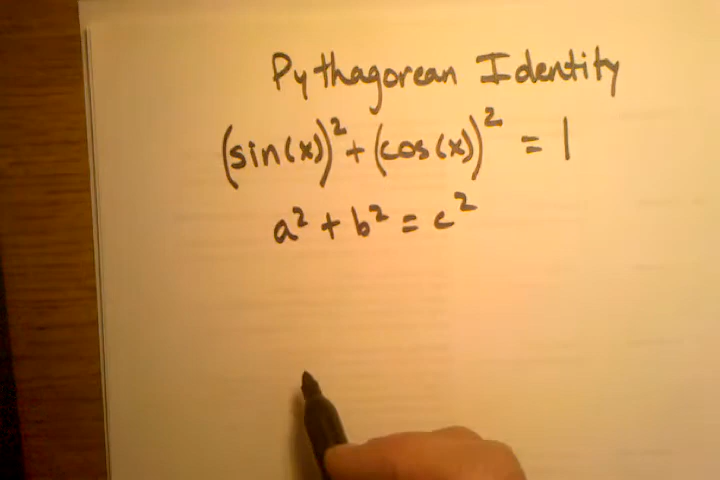 Pythagorean Identity
(sin(x))² + (cos(x))² = 1
a² + b² = c²